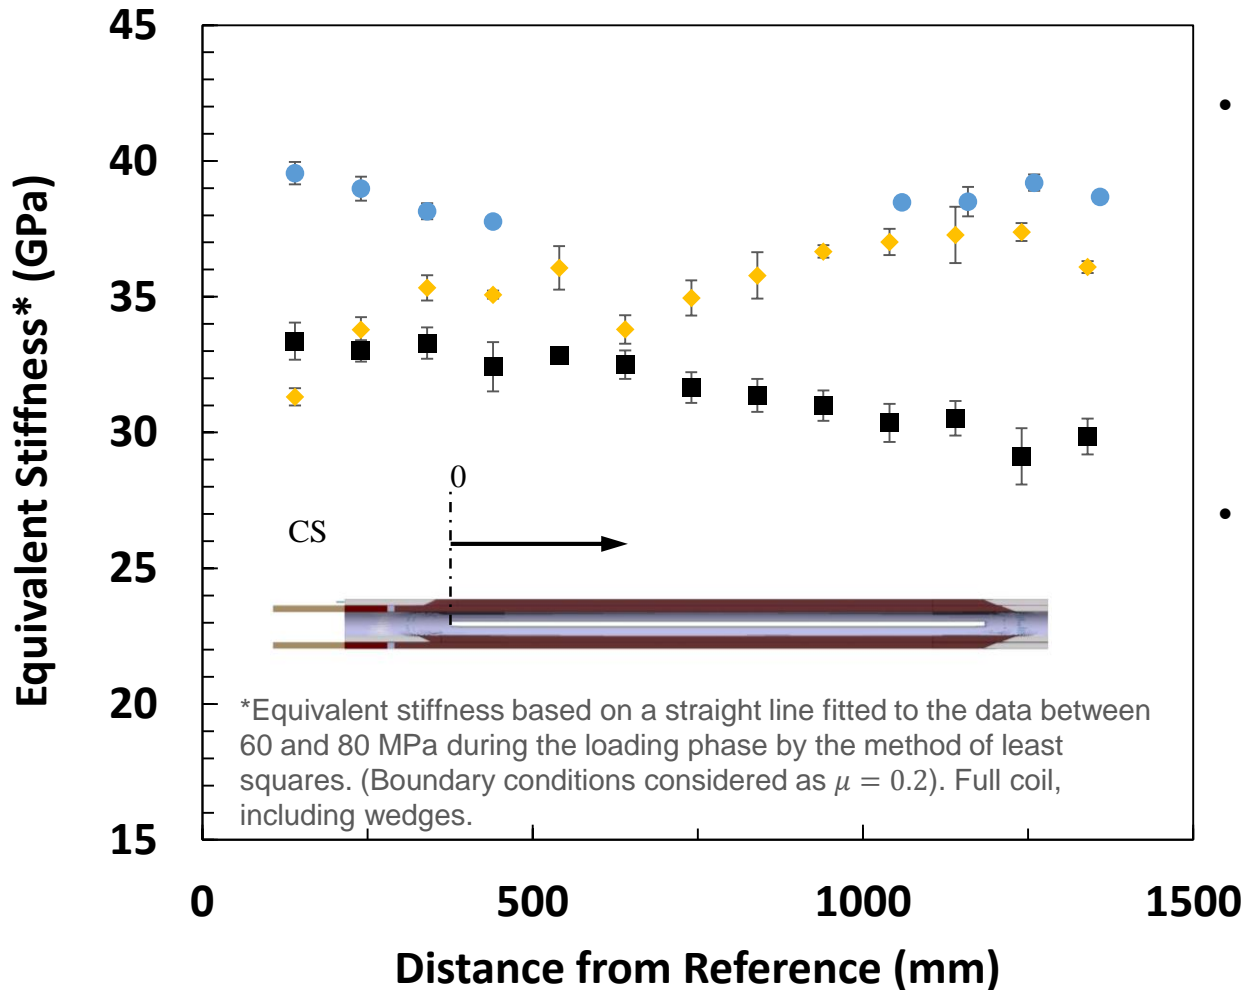 45
40
35
30
25
20
15
Equivalent Stiffness* (GPa)
0
CS
*Equivalent stiffness based on a straight line fitted to the data between
60 and 80 MPa during the loading phase by the method of least
squares. (Boundary conditions considered as 𝜇 = 0.2). Full coil,
including wedges.
0 500 1000 1500
Distance from Reference (mm)
•
•